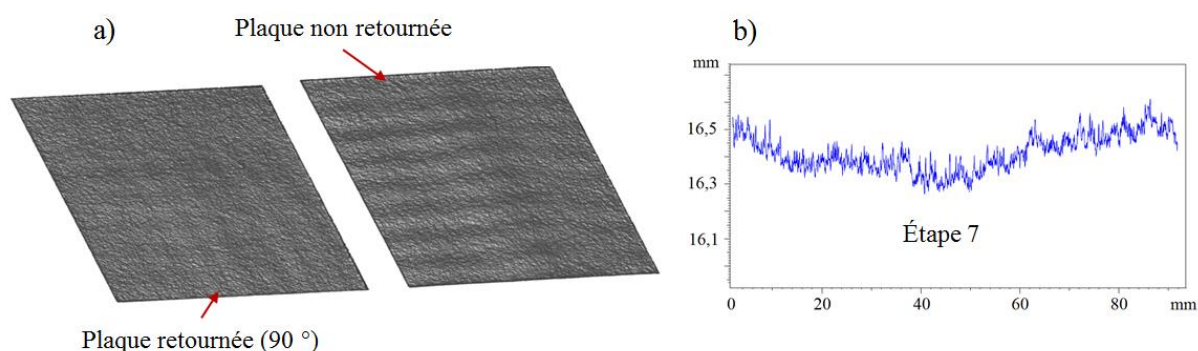 a)
Plaque non retournée
Plaque retournée (90 °)
b)
mm
16,5
16,3
16,1
Étape 7
0 20 40 60 80 mm